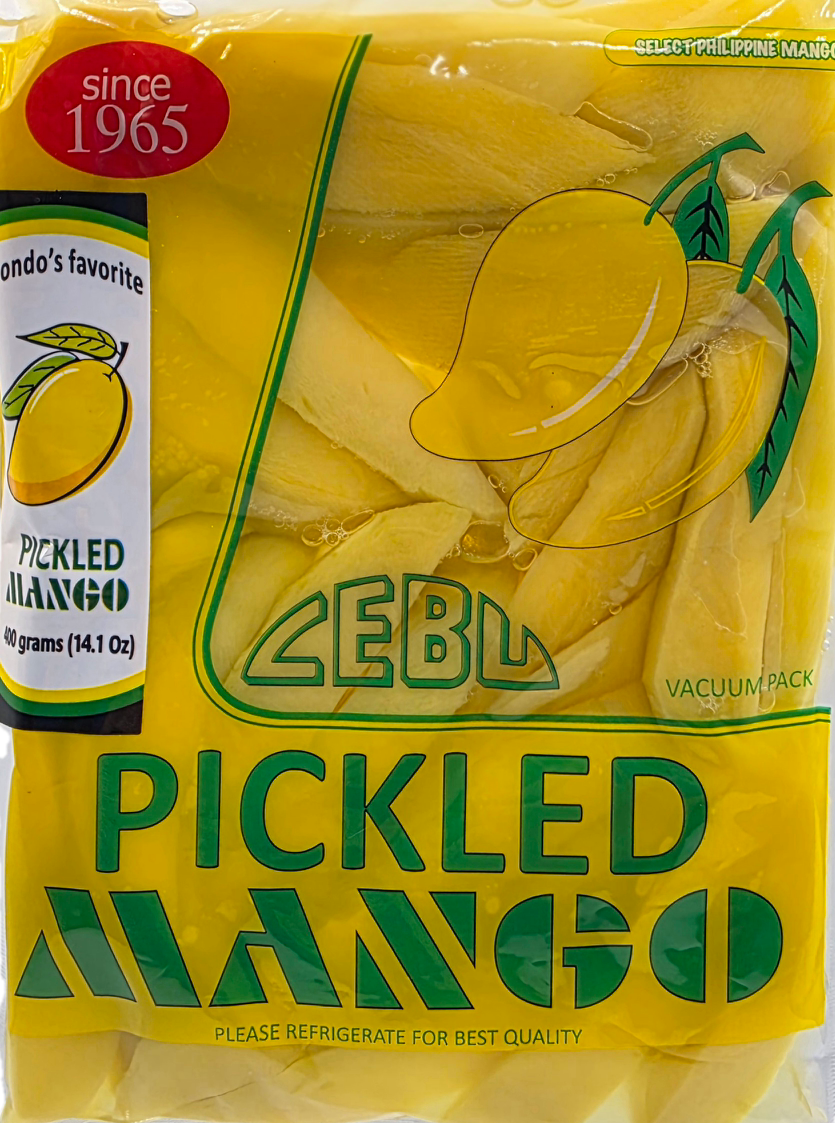 SELECT PHILIPPINE MANGO
since
1965
ondo's favorite
PICKLED
MANGO
400 grams (14.1 Oz)
CEBU
VACUUM PACK
PICKLED
MANGO
PLEASE REFRIGERATE FOR BEST QUALITY